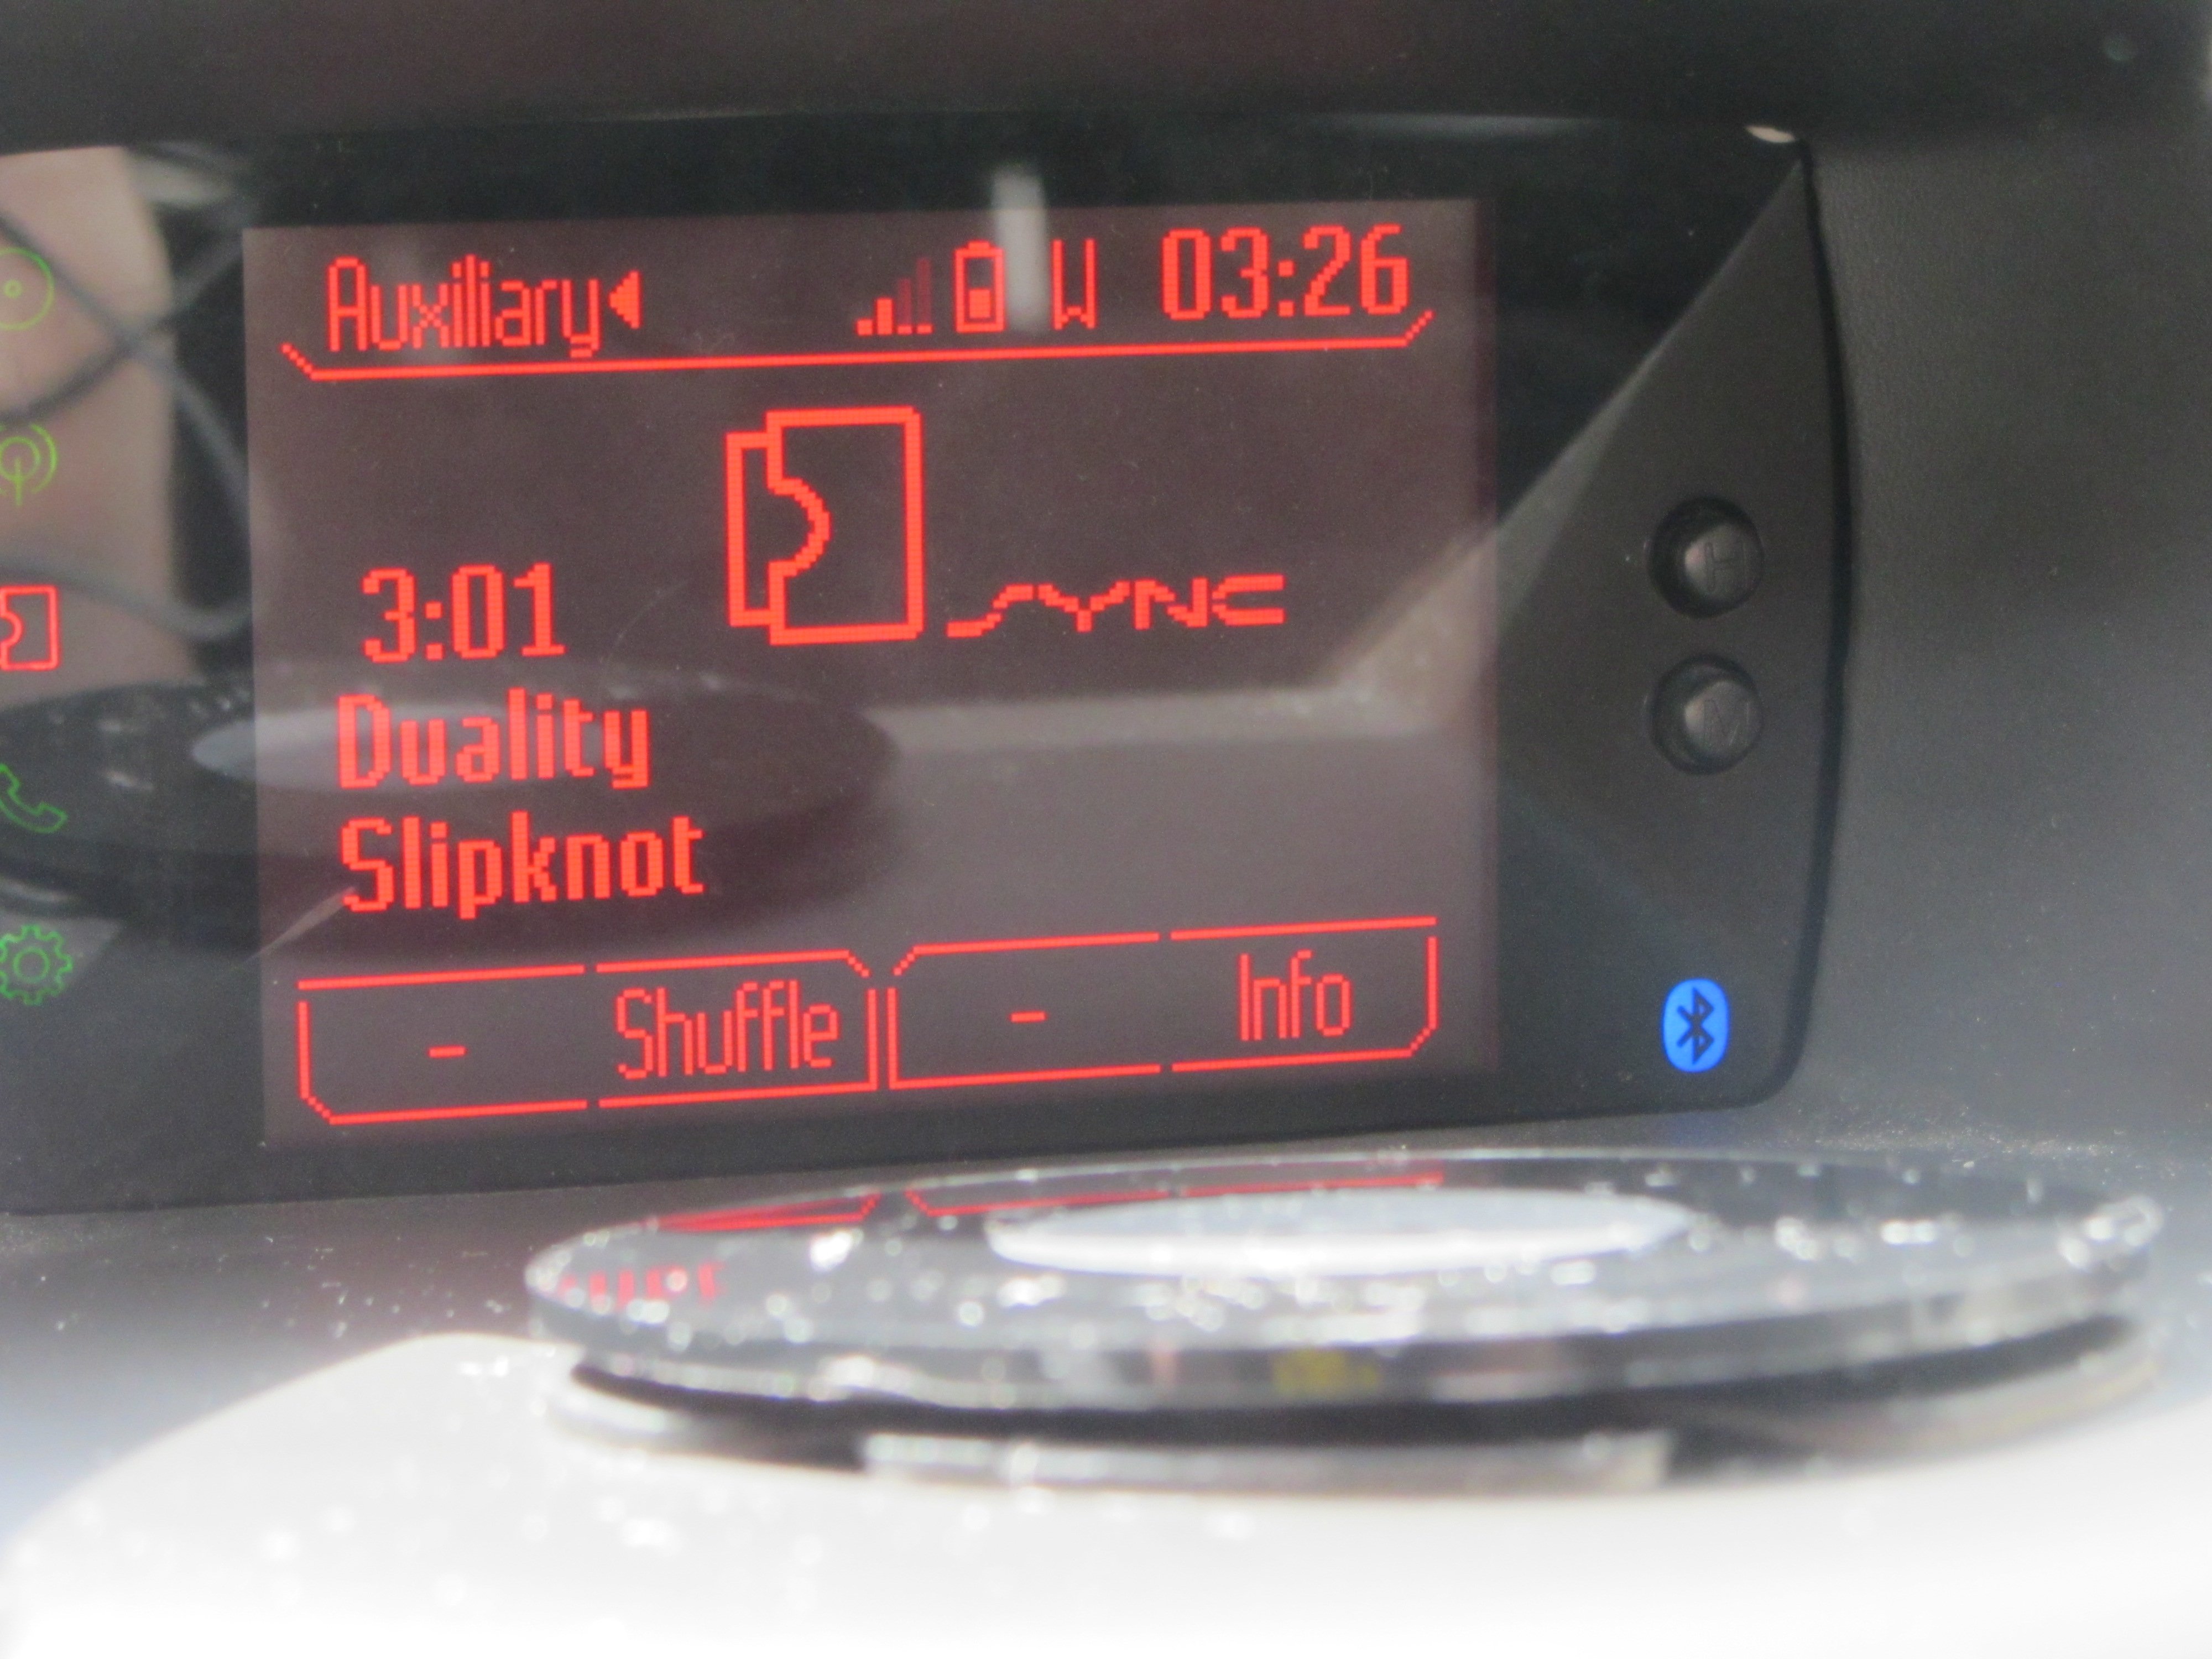 Auxiliary W 03:26
SYNC
3:01
Duality
Slipknot
- Shuffle - Info
H
M